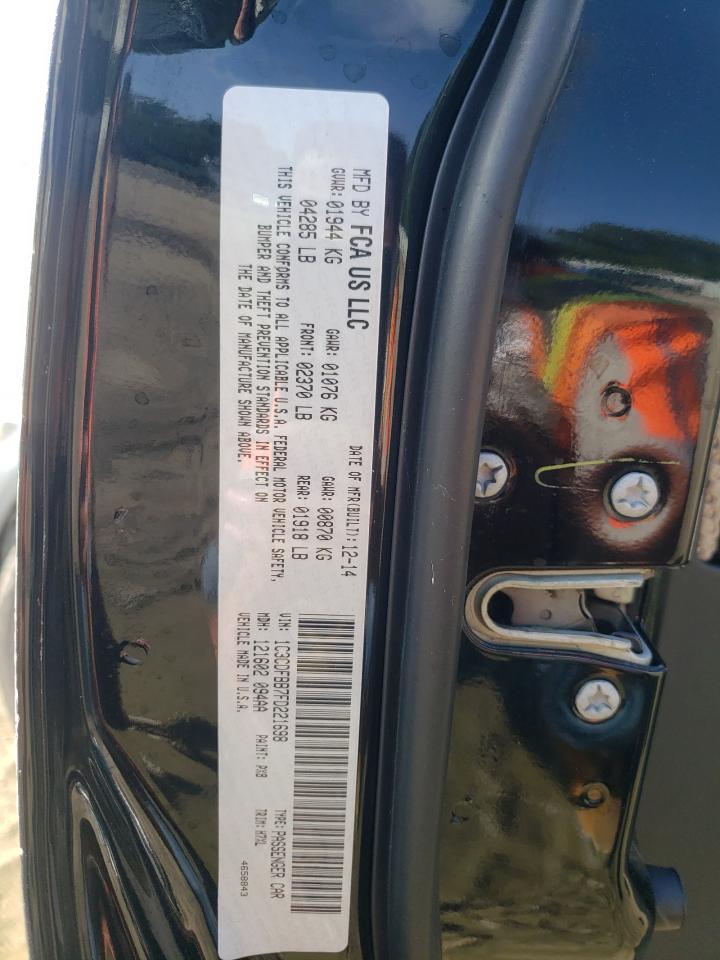 MFD BY FCA US LLC
DATE OF MFR(BUILT): 12-14
GVWR: 01944 KG GAWR: 01076 KG GAWR: 00870 KG
04285 LB FRONT: 02370 LB REAR: 01918 LB
THIS VEHICLE CONFORMS TO ALL APPLICABLE U.S.A. FEDERAL MOTOR VEHICLE SAFETY,
BUMPER AND THEFT PREVENTION STANDARDS IN EFFECT ON
THE DATE OF MANUFACTURE SHOWN ABOVE.
VIN: 1C3CDFBB7FD221698 TYPE: PASSENGER CAR
MDH: 121602 094AA PAINT: PX8 TRIM: H7XL
VEHICLE MADE IN U.S.A. 4658843